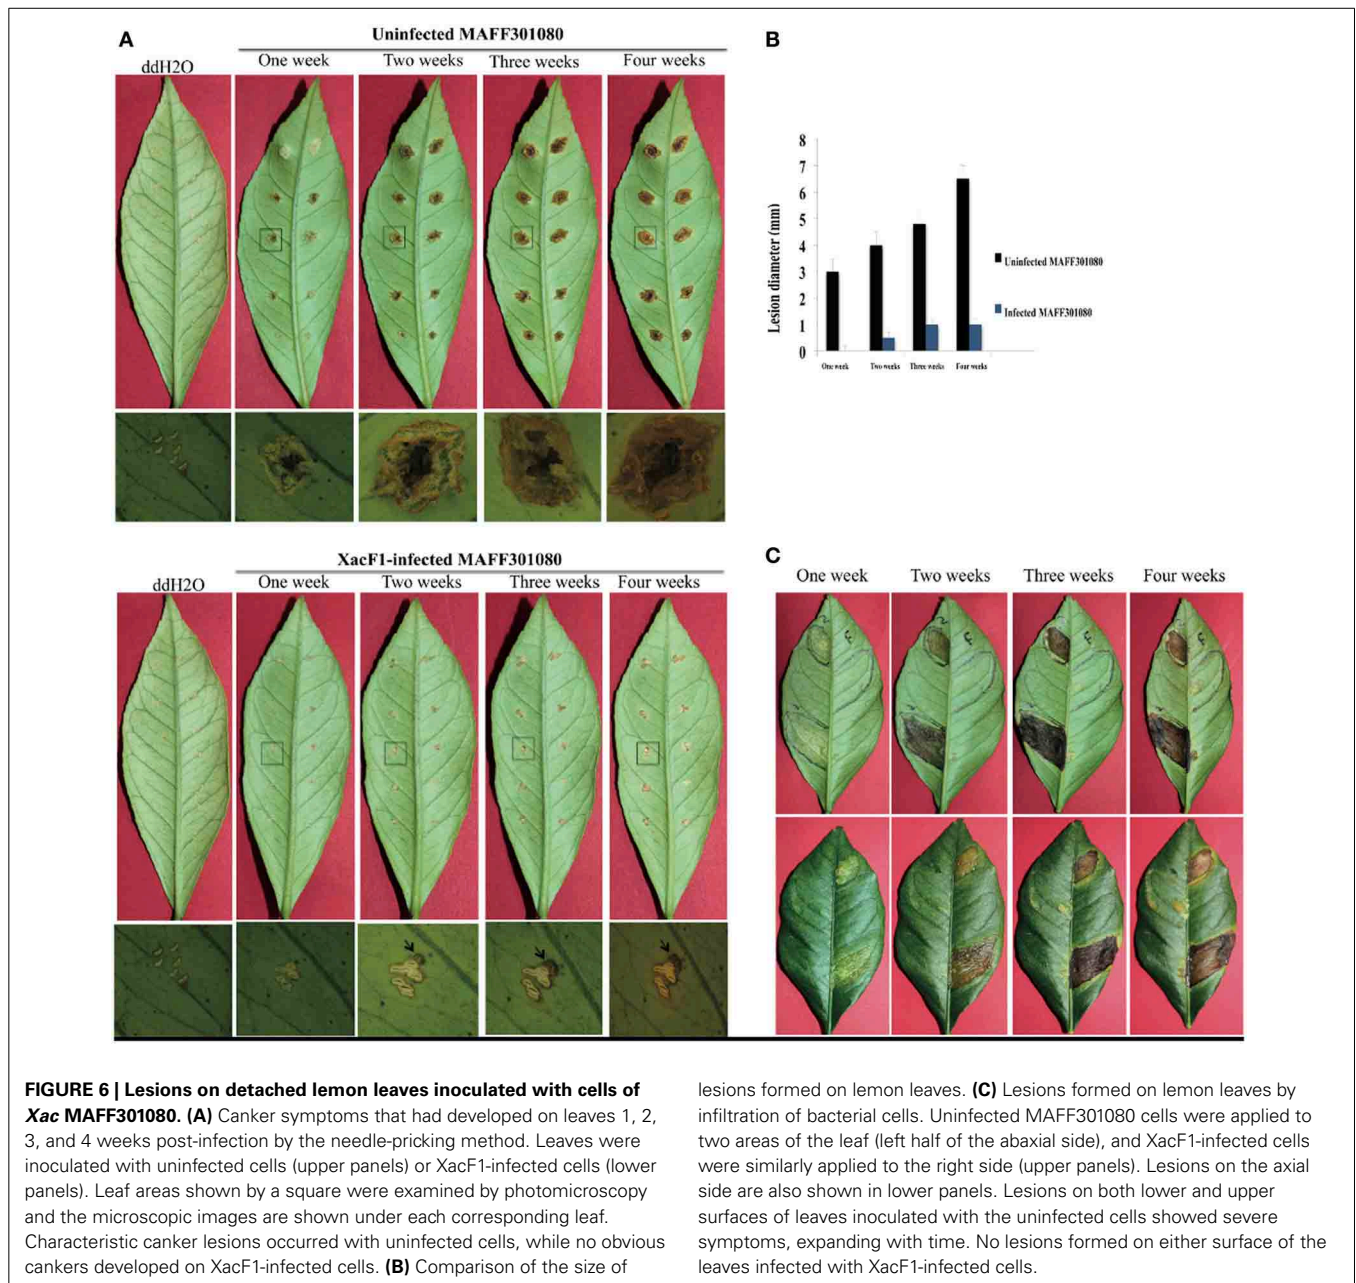 A
Uninfected MAFF301080
ddH2O
One week
Two weeks
Three weeks
Four weeks
B
8
7
6
5
4
3
2
1
0
Lesion diameter (mm)
One week
Two weeks
Three weeks
Four weeks
Uninfected MAFF301080
Infected MAFF301080
XacF1-infected MAFF301080
ddH2O
One week
Two weeks
Three weeks
Four weeks
C
One week
Two weeks
Three weeks
Four weeks
FIGURE 6 | Lesions on detached lemon leaves inoculated with cells of
Xac MAFF301080. (A) Canker symptoms that had developed on leaves 1, 2,
3, and 4 weeks post-infection by the needle-pricking method. Leaves were
inoculated with uninfected cells (upper panels) or XacF1-infected cells (lower
panels). Leaf areas shown by a square were examined by photomicroscopy
and the microscopic images are shown under each corresponding leaf.
Characteristic canker lesions occurred with uninfected cells, while no obvious
cankers developed on XacF1-infected cells. (B) Comparison of the size of
lesions formed on lemon leaves. (C) Lesions formed on lemon leaves by
infiltration of bacterial cells. Uninfected MAFF301080 cells were applied to
two areas of the leaf (left half of the abaxial side), and XacF1-infected cells
were similarly applied to the right side (upper panels). Lesions on the axial
side are also shown in lower panels. Lesions on both lower and upper
surfaces of leaves inoculated with the uninfected cells showed severe
symptoms, expanding with time. No lesions formed on either surface of the
leaves infected with XacF1-infected cells.